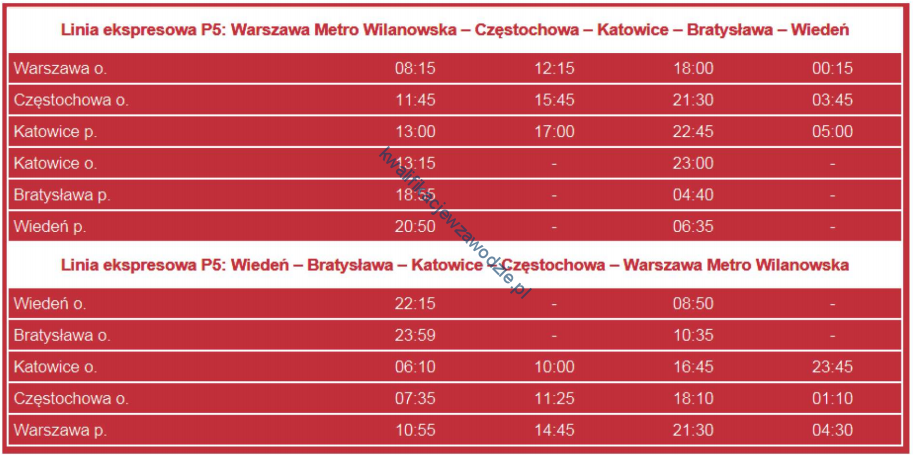 Linia ekspresowa P5: Warszawa Metro Wilanowska – Częstochowa – Katowice – Bratysława – Wiedeń
Warszawa o. 08:15 12:15 18:00 00:15
Częstochowa o. 11:45 15:45 21:30 03:45
Katowice p. 13:00 17:00 22:45 05:00
Katowice o. 13:15 - 23:00 -
Bratysława p. 18:55 - 04:40 -
Wiedeń p. 20:50 - 06:35 -
kwalifikacjewzawodzie.pl
Linia ekspresowa P5: Wiedeń – Bratysława – Katowice – Częstochowa – Warszawa Metro Wilanowska
Wiedeń o. 22:15 - 08:50 -
Bratysława o. 23:59 - 10:35 -
Katowice o. 06:10 10:00 16:45 23:45
Częstochowa o. 07:35 11:25 18:10 01:10
Warszawa p. 10:55 14:45 21:30 04:30